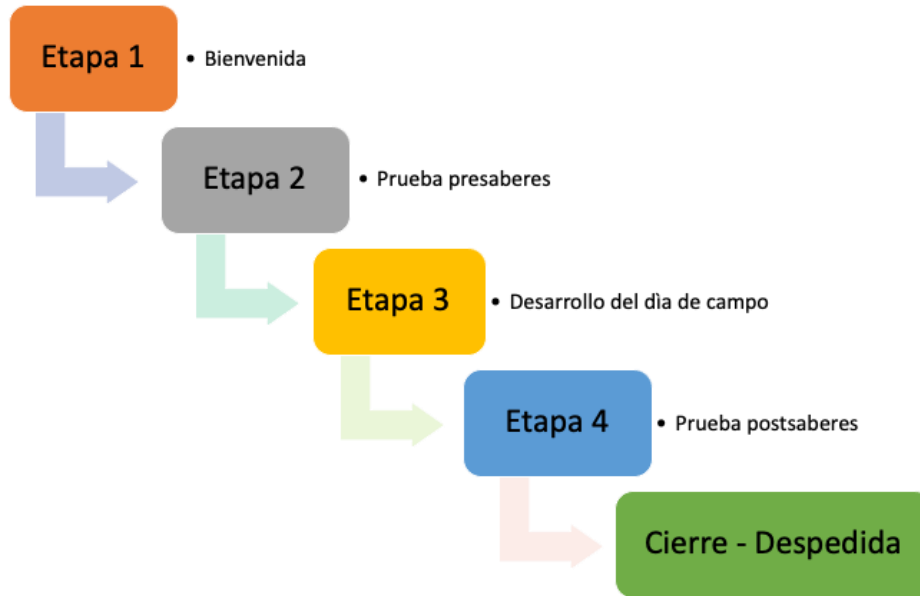 Etapa 1
• Bienvenida
Etapa 2
• Prueba presaberes
Etapa 3
• Desarrollo del dìa de campo
Etapa 4
• Prueba postsaberes
Cierre - Despedida